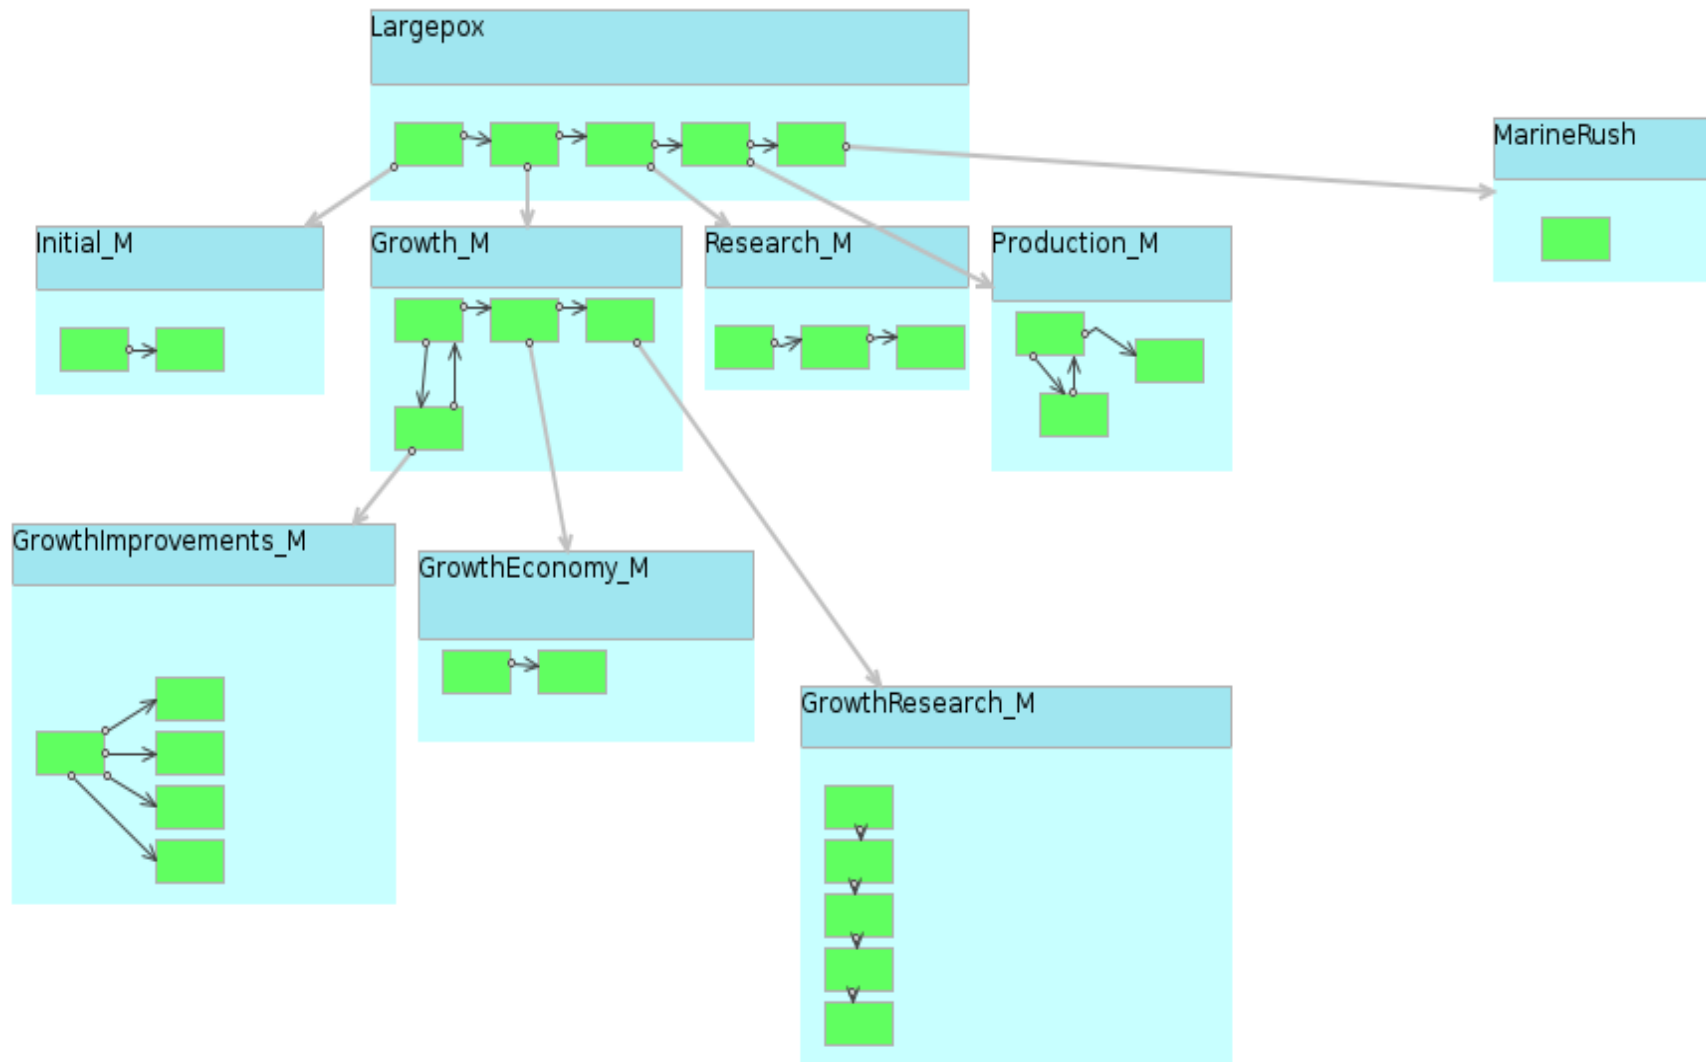 Largepox
MarineRush
Initial_M
Growth_M
Research_M
Production_M
GrowthImprovements_M
GrowthEconomy_M
GrowthResearch_M